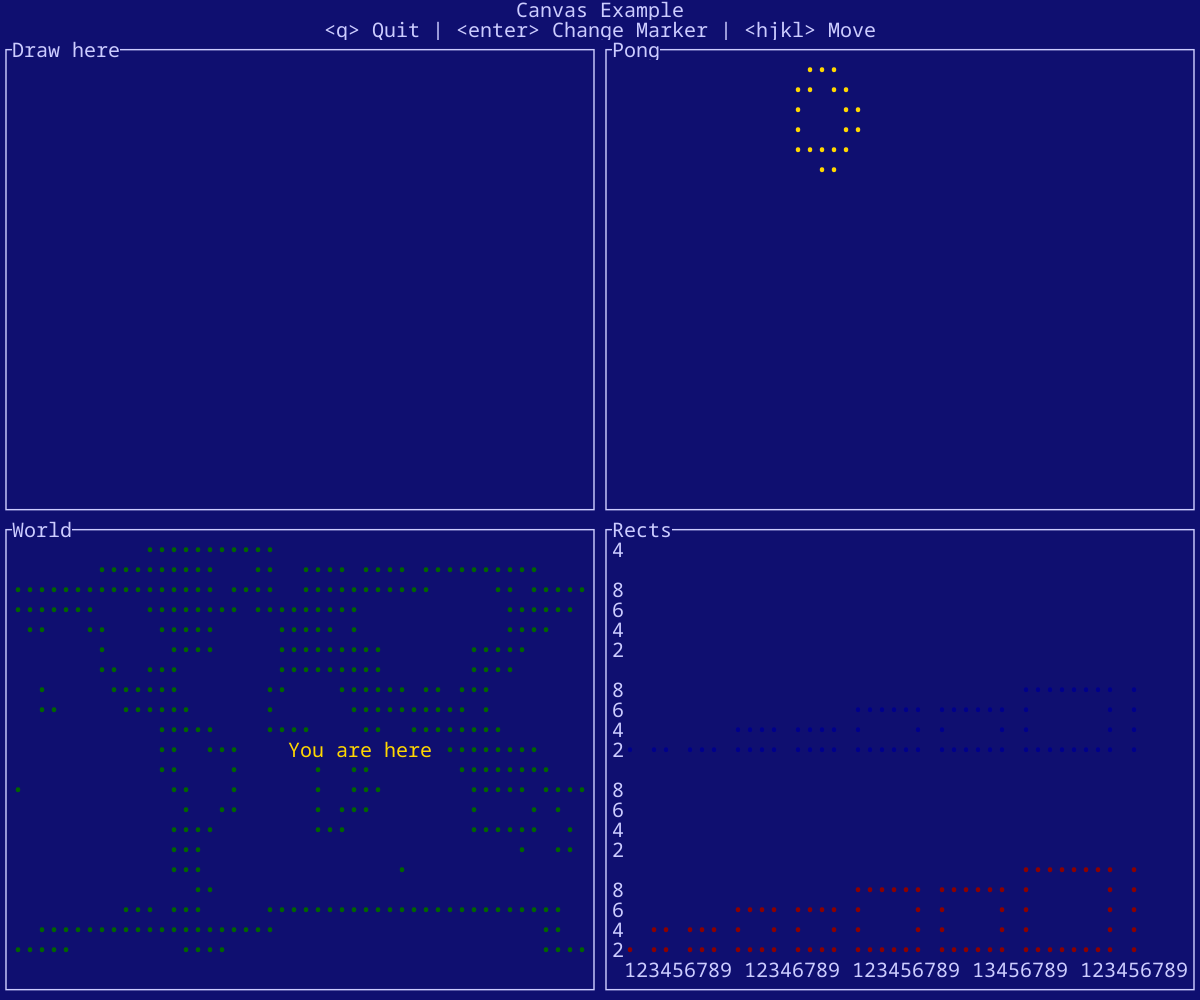 Canvas Example
<q> Quit | <enter> Change Marker | <hjkl> Move
Draw here
Pong
World
You are here
Rects
4
8
6
4
2
8
6
4
2
8
6
4
2
8
6
4
2
123456789 12346789 123456789 13456789 123456789